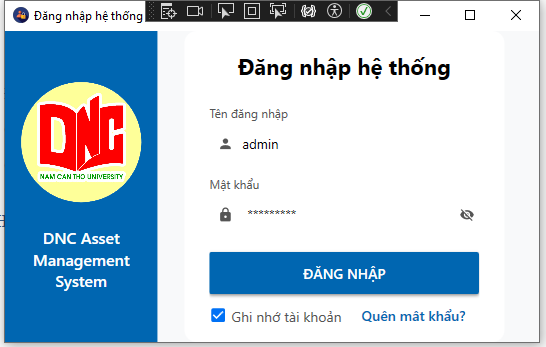 Đăng nhập hệ thống
Đăng nhập hệ thống
Tên đăng nhập
admin
Mật khẩu
*********
ĐĂNG NHẬP
Ghi nhớ tài khoản
Quên mật khẩu?
DNC
NAM CAN THO UNIVERSITY
DNC Asset
Management
System